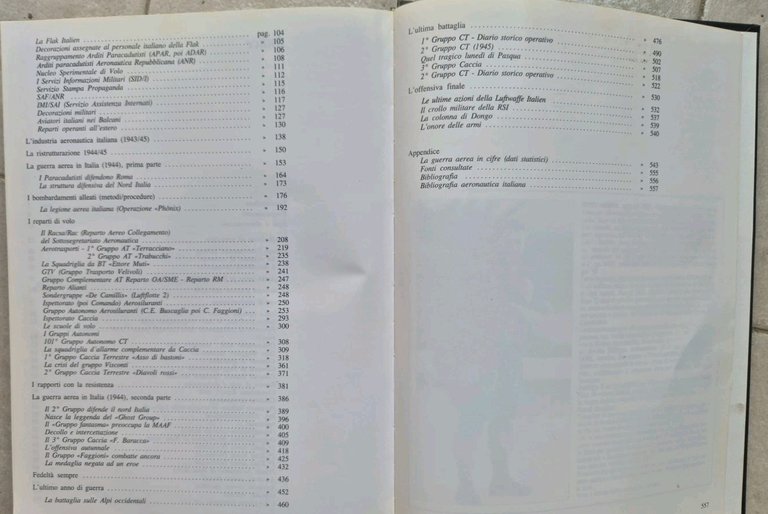 La Flak Italien pag. 104
Decorazioni assegnate al personale italiano della Flak » 105
Raggruppamento Arditi Paracadutisti (APAR, poi ADAR) » 106
Arditi paracadutisti Aeronautica Repubblicana (ANR) » 108
Nucleo Sperimentale di Volo » 111
I Servizi Informazioni Militari (SID/I) » 112
Servizio Stampa Propaganda » 115
SAF/ANR » 116
IMI/SAI (Servizio Assistenza Internati) » 117
Decorazioni militari » 127
Aviatori italiani nei Balcani » 127
Reparti operanti all'estero » 130
L'industria aeronautica italiana (1943/45) » 138
La ristrutturazione 1944/45 » 150
La guerra aerea in Italia (1944), prima parte » 153
I Paracadutisti difendono Roma » 164
La struttura difensiva del Nord Italia » 173
I bombardamenti alleati (metodi/procedure) » 176
La legione aerea italiana (Operazione «Phönix) » 192
I reparti di volo
Il Racsa/Rac (Reparto Aereo Collegamento)
del Sottosegretariato Aeronautica » 208
Aerotrasporti - 1° Gruppo AT «Terracciano» » 219
2° Gruppo AT «Trabucchi» » 235
La Squadriglia da BT «Ettore Muti» » 238
GTV (Gruppo Trasporto Velivoli) » 241
Gruppo Complementare AT Reparto OA/SME - Reparto RM » 247
Reparto Alianti » 248
Sondergruppe «De Camillis» (Luftflotte 2) » 248
Ispettorato (poi Comando) Aerosiluranti » 250
Gruppo Autonomo Aerosiluranti (C.E. Buscaglia poi C. Faggioni) » 253
Ispettorato Caccia » 293
Le scuole di volo » 300
I Gruppi Autonomi
101° Gruppo Autonomo CT » 308
La squadriglia d'allarme complementare da Caccia » 309
1° Gruppo Caccia Terrestre «Asso di bastoni» » 318
La crisi del gruppo Visconti » 361
2° Gruppo Caccia Terrestre «Diavoli rossi» » 371
I rapporti con la resistenza » 381
La guerra aerea in Italia (1944), seconda parte » 386
Il 2° Gruppo difende il nord Italia » 389
Nasce la leggenda del «Ghost Group» » 396
Il «Gruppo fantasma» preoccupa la MAAF » 400
Decollo e intercettazione » 405
Il 3° Gruppo Caccia «F. Baracca» » 409
L'offensiva autunnale » 418
Il Gruppo «Faggioni» combatte ancora » 425
La medaglia negata ad un eroe » 432
Fedeltà sempre » 436
L'ultimo anno di guerra » 452
La battaglia sulle Alpi occidentali » 460
L'ultima battaglia » 476
1° Gruppo CT - Diario storico operativo » 490
2° Gruppo CT (1945) » 502
Quel tragico lunedì di Pasqua » 507
3° Gruppo Caccia » 518
2° Gruppo CT - Diario storico operativo » 522
L'offensiva finale » 530
Le ultime azioni della Luftwaffe Italien » 532
Il crollo militare della RSI » 537
La colonna di Dongo » 539
L'onore delle armi » 540
Appendice
La guerra aerea in cifre (dati statistici) » 543
Fonti consultate » 555
Bibliografia » 556
Bibliografia aeronautica italiana » 557
557